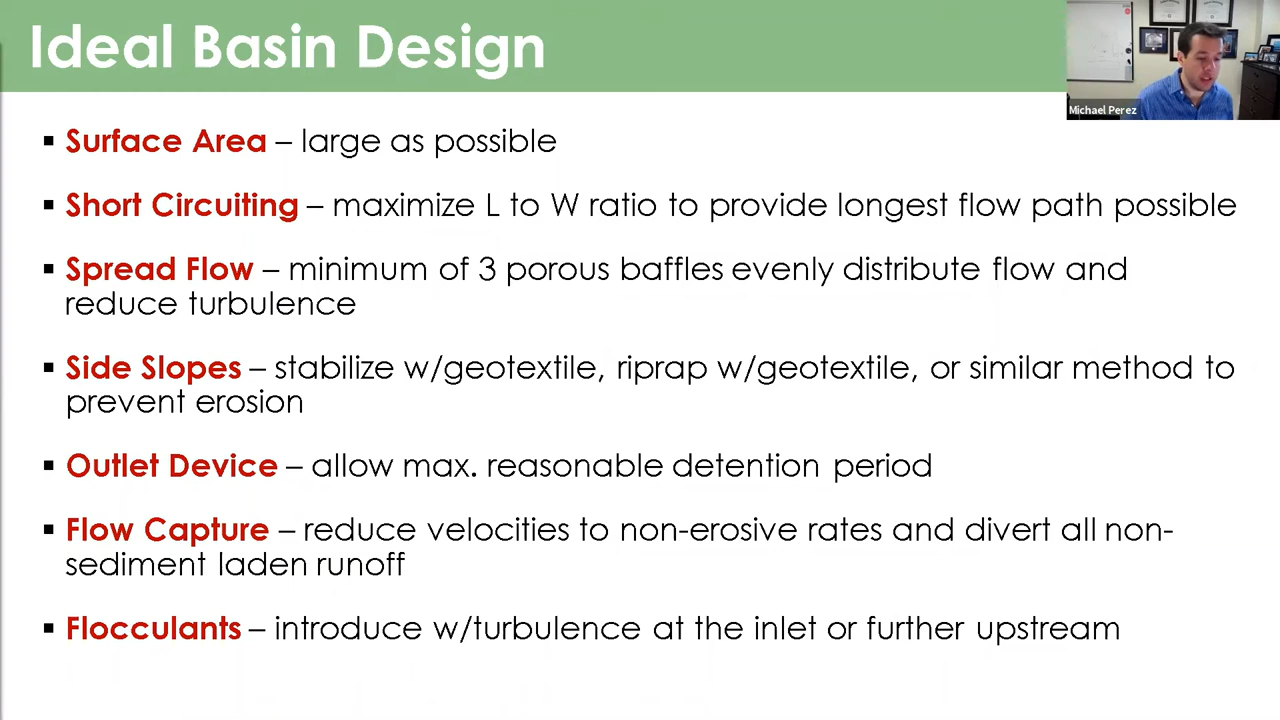 Ideal Basin Design
Michael Perez
▪ Surface Area – large as possible
▪ Short Circuiting – maximize L to W ratio to provide longest flow path possible
▪ Spread Flow – minimum of 3 porous baffles evenly distribute flow and
reduce turbulence
▪ Side Slopes – stabilize w/geotextile, riprap w/geotextile, or similar method to
prevent erosion
▪ Outlet Device – allow max. reasonable detention period
▪ Flow Capture – reduce velocities to non-erosive rates and divert all non-
sediment laden runoff
▪ Flocculants – introduce w/turbulence at the inlet or further upstream